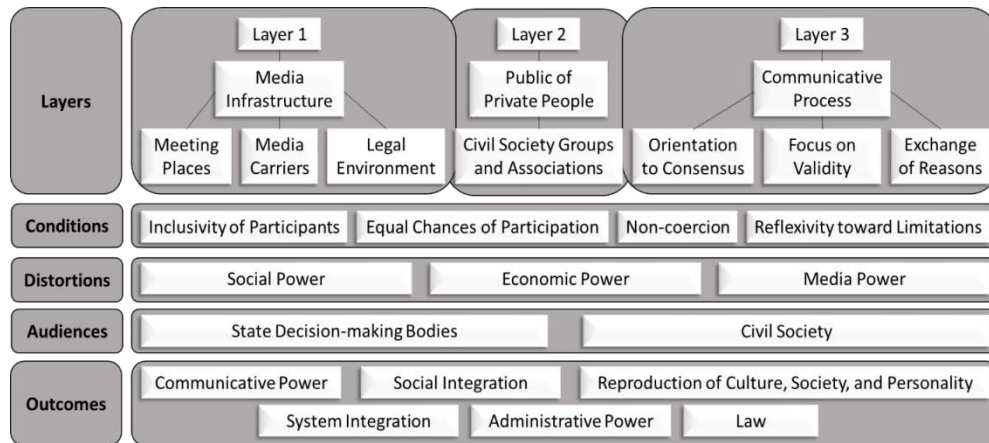 Layers
Layer 1
Media
Infrastructure
Meeting
Places
Media
Carriers
Legal
Environment
Layer 2
Public of
Private People
Civil Society Groups
and Associations
Layer 3
Communicative
Process
Orientation
to Consensus
Focus on
Validity
Exchange
of Reasons
Conditions
Inclusivity of Participants
Equal Chances of Participation
Non-coercion
Reflexivity toward Limitations
Distortions
Social Power
Economic Power
Media Power
Audiences
State Decision-making Bodies
Civil Society
Outcomes
Communicative Power
Social Integration
Reproduction of Culture, Society, and Personality
System Integration
Administrative Power
Law